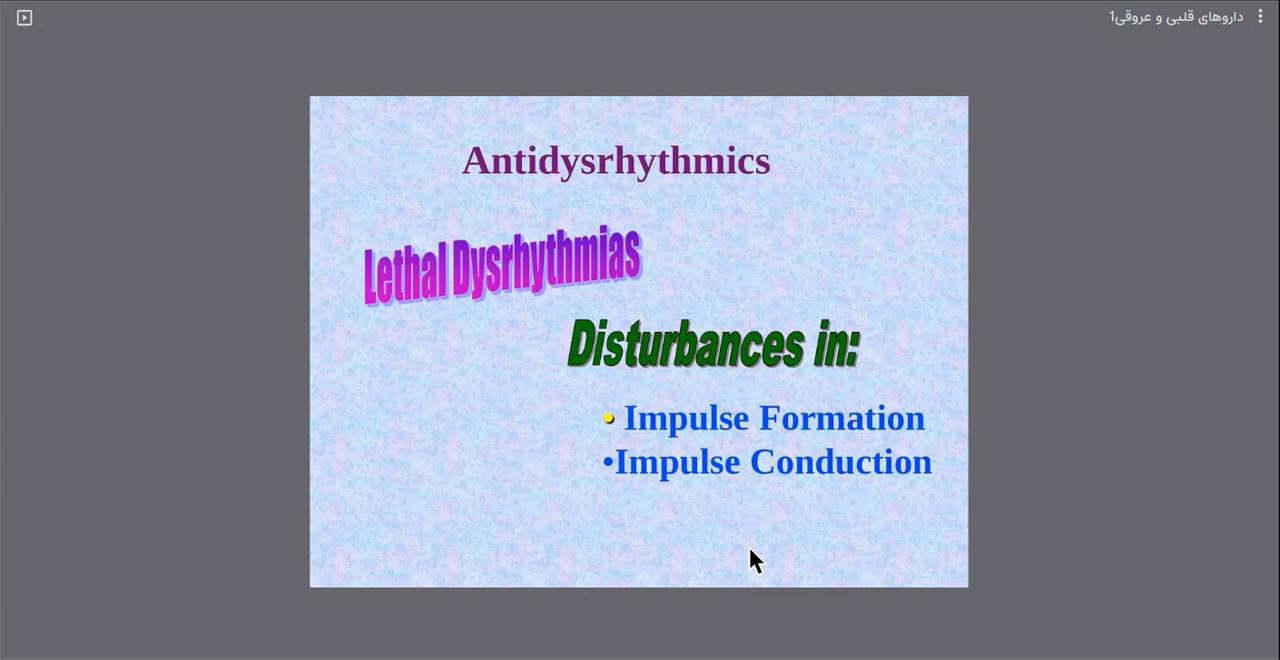 داروهای قلبی و عروقی1
Antidysrhythmics
Lethal Dysrhythmias
Disturbances in:
• Impulse Formation
•Impulse Conduction